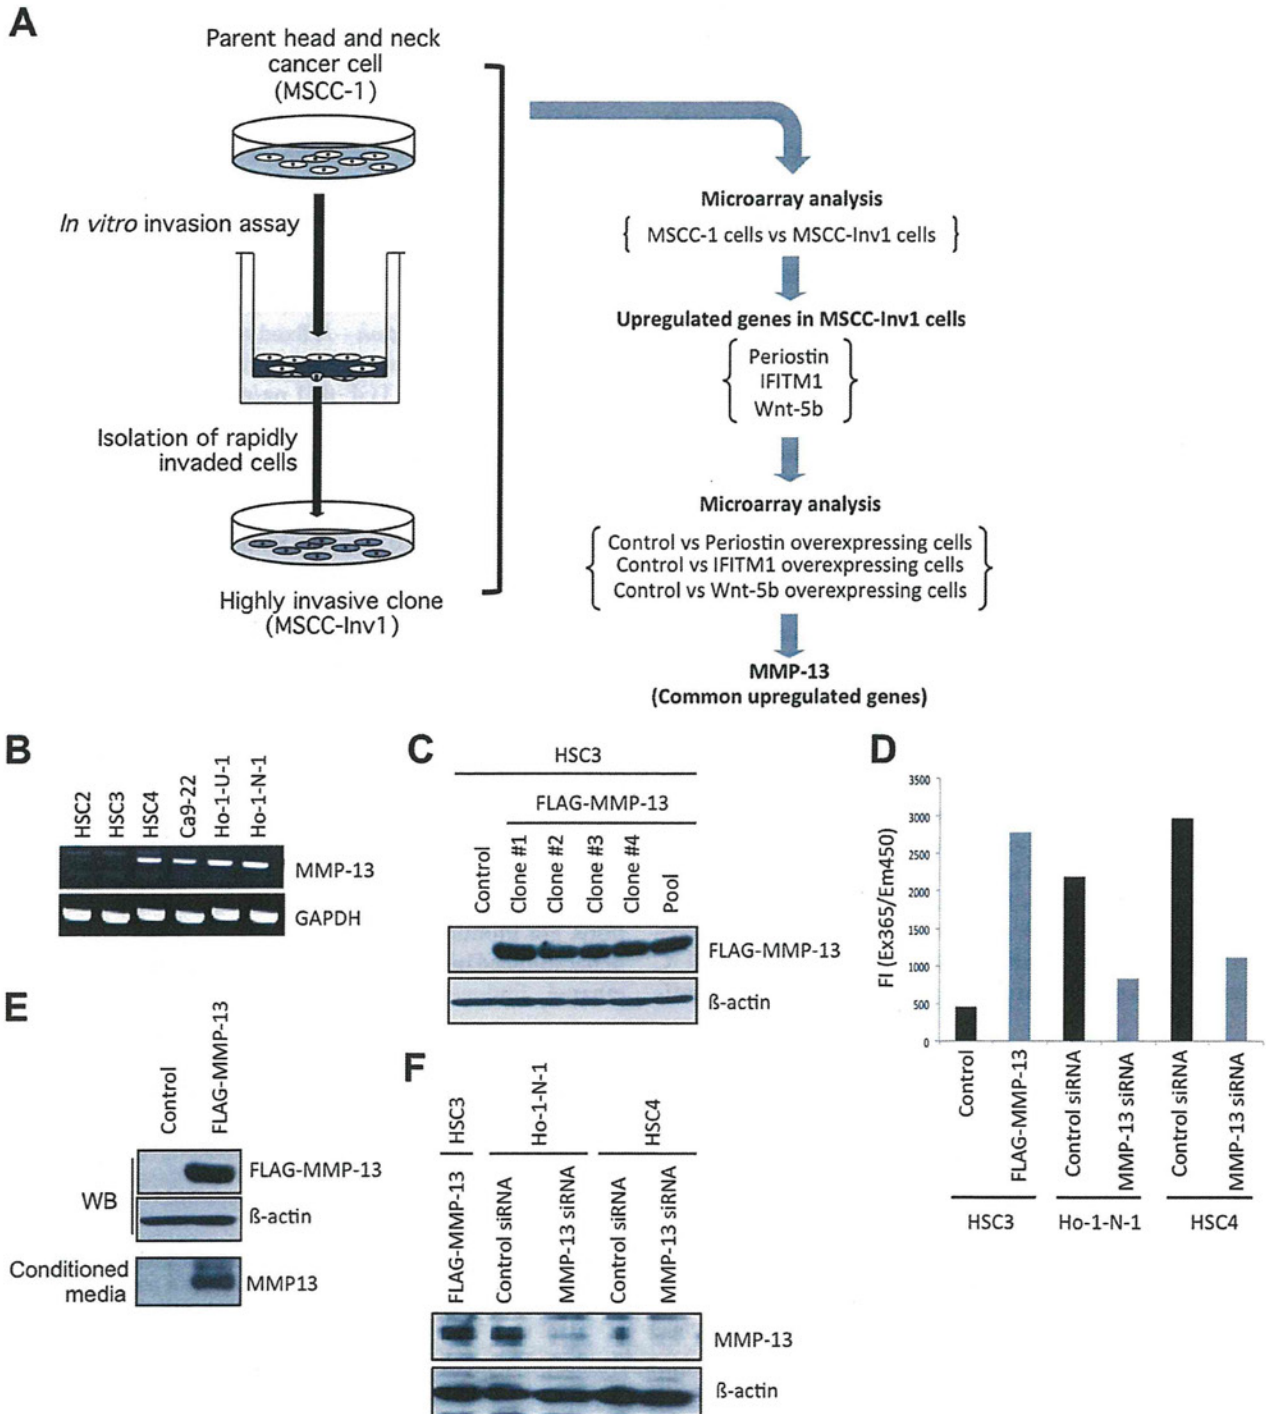 A
Parent head and neck
cancer cell
(MSCC-1)
In vitro invasion assay
Isolation of rapidly
invaded cells
Highly invasive clone
(MSCC-Inv1)
Microarray analysis
MSCC-1 cells vs MSCC-Inv1 cells
Upregulated genes in MSCC-Inv1 cells
Periostin
IFITM1
Wnt-5b
Microarray analysis
Control vs Periostin overexpressing cells
Control vs IFITM1 overexpressing cells
Control vs Wnt-5b overexpressing cells
MMP-13
(Common upregulated genes)
B
HSC2
HSC3
HSC4
Ca9-22
Ho-1-U-1
Ho-1-N-1
MMP-13
GAPDH
C
HSC3
FLAG-MMP-13
Control
Clone #1
Clone #2
Clone #3
Clone #4
Pool
FLAG-MMP-13
ß-actin
D
FI (Ex365/Em450)
3500
3000
2500
2000
1500
1000
500
0
Control
FLAG-MMP-13
Control siRNA
MMP-13 siRNA
Control siRNA
MMP-13 siRNA
HSC3
Ho-1-N-1
HSC4
E
Control
FLAG-MMP-13
WB
FLAG-MMP-13
ß-actin
Conditioned
media
MMP13
F
HSC3
Ho-1-N-1
HSC4
FLAG-MMP-13
Control siRNA
MMP-13 siRNA
Control siRNA
MMP-13 siRNA
MMP-13
ß-actin